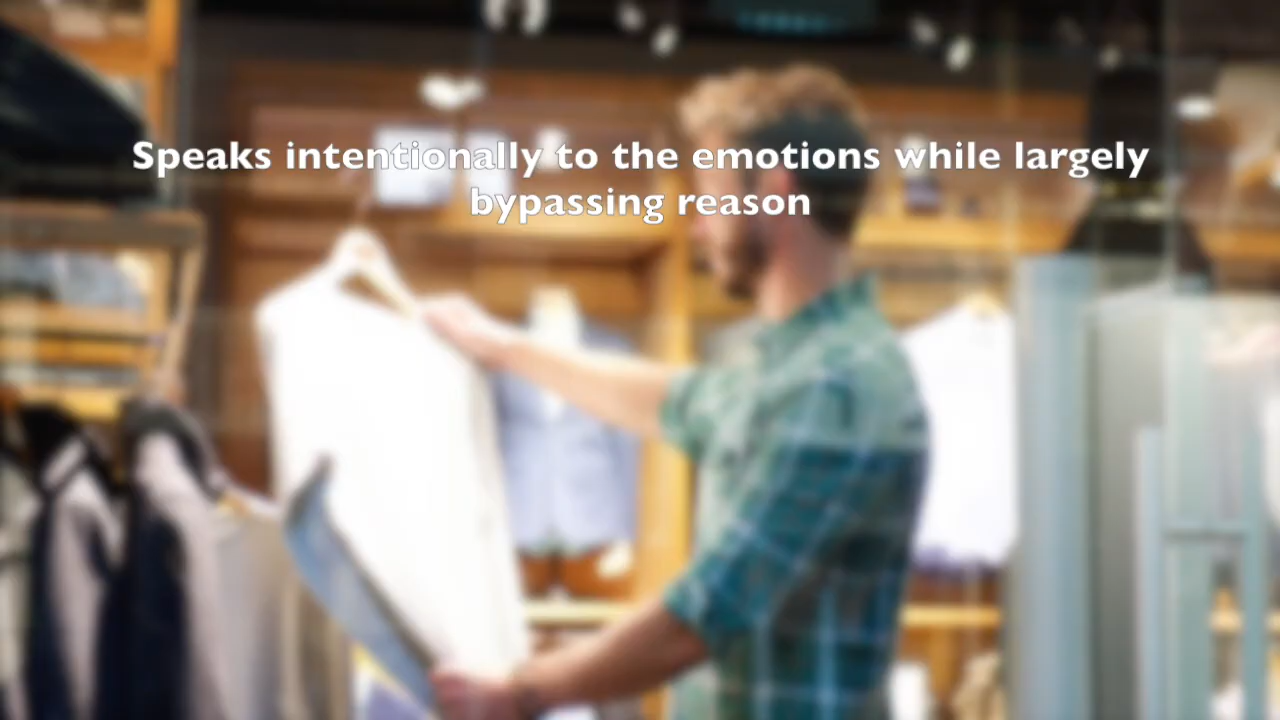 Speaks intentionally to the emotions while largely
bypassing reason